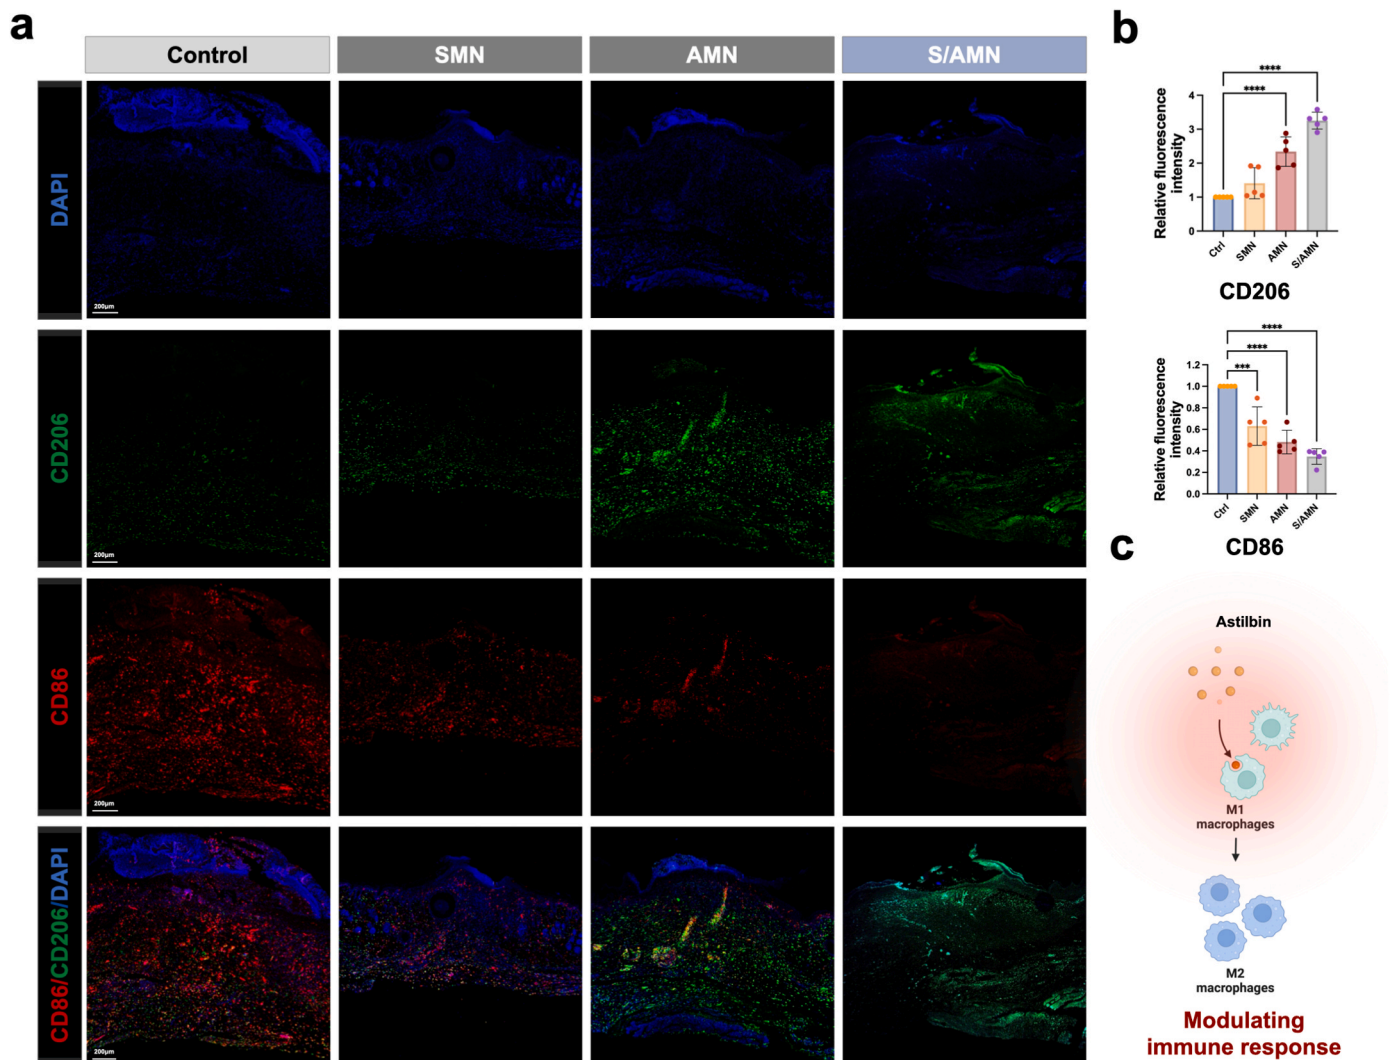 a
Control
SMN
AMN
S/AMN
DAPI
200μm
CD206
200μm
CD86
200μm
CD86/CD206/DAPI
200μm
b
****
****
Relative fluorescence
intensity
4
3
2
1
0
Ctrl
SMN
AMN
S/AMN
CD206
****
****
***
Relative fluorescence
intensity
1.2
1.0
0.8
0.6
0.4
0.2
0.0
Ctrl
SMN
AMN
S/AMN
CD86
c
Astilbin
M1
macrophages
M2
macrophages
Modulating
immune response